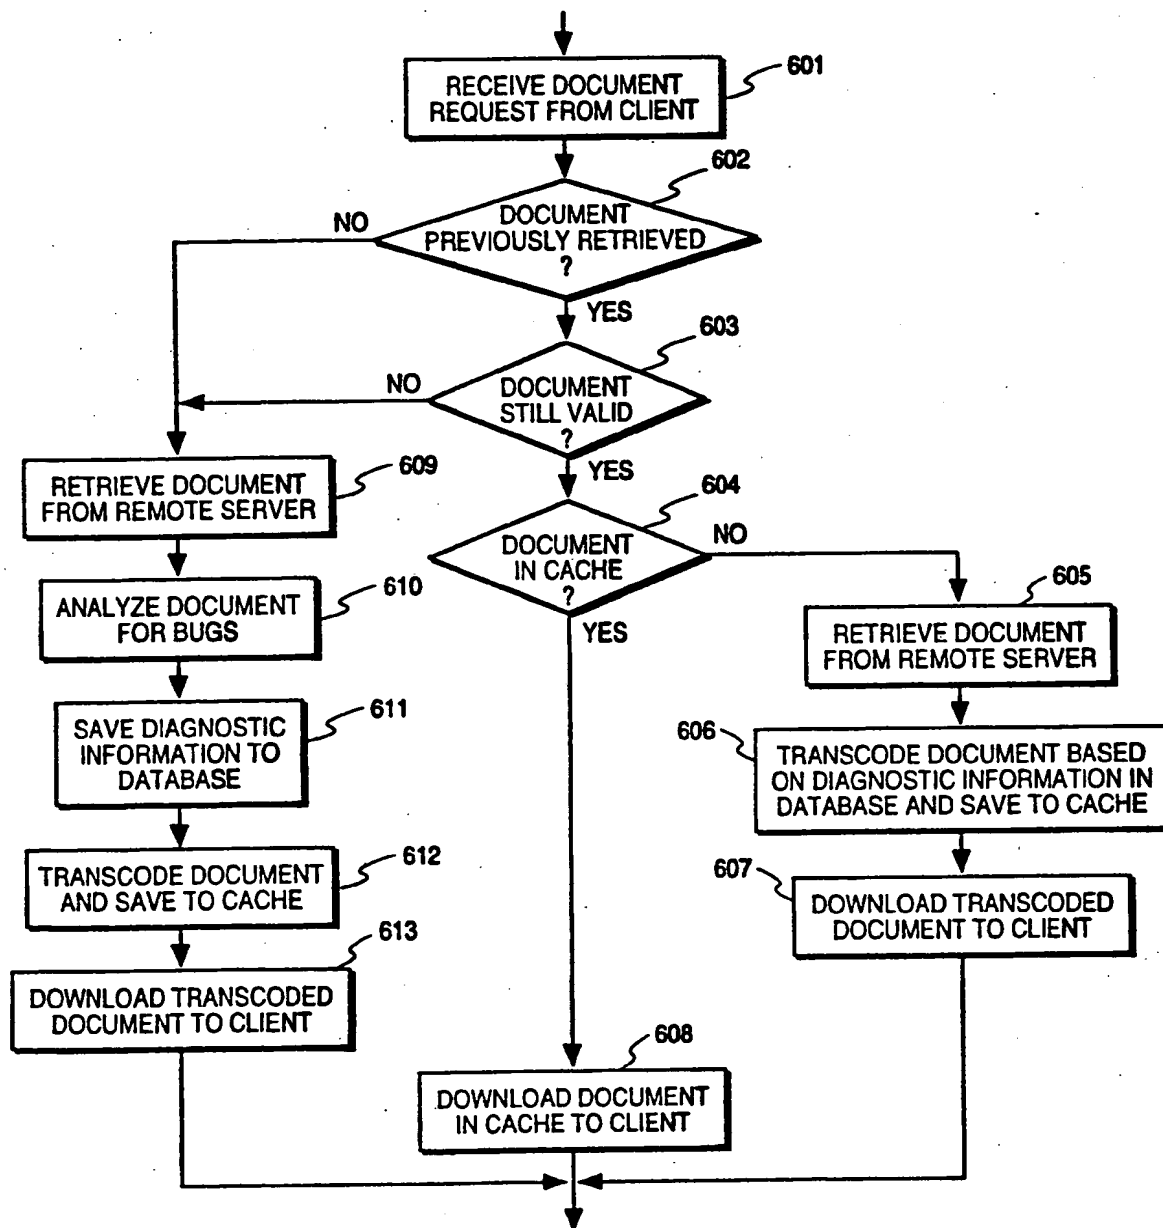 RECEIVE DOCUMENT
REQUEST FROM CLIENT
601
602
DOCUMENT
PREVIOUSLY RETRIEVED
?
NO
YES
603
DOCUMENT
STILL VALID
?
NO
YES
604
DOCUMENT
IN CACHE
?
NO
YES
605
RETRIEVE DOCUMENT
FROM REMOTE SERVER
606
TRANSCODE DOCUMENT BASED
ON DIAGNOSTIC INFORMATION IN
DATABASE AND SAVE TO CACHE
607
DOWNLOAD TRANSCODED
DOCUMENT TO CLIENT
608
DOWNLOAD DOCUMENT
IN CACHE TO CLIENT
609
RETRIEVE DOCUMENT
FROM REMOTE SERVER
610
ANALYZE DOCUMENT
FOR BUGS
611
SAVE DIAGNOSTIC
INFORMATION TO
DATABASE
612
TRANSCODE DOCUMENT
AND SAVE TO CACHE
613
DOWNLOAD TRANSCODED
DOCUMENT TO CLIENT